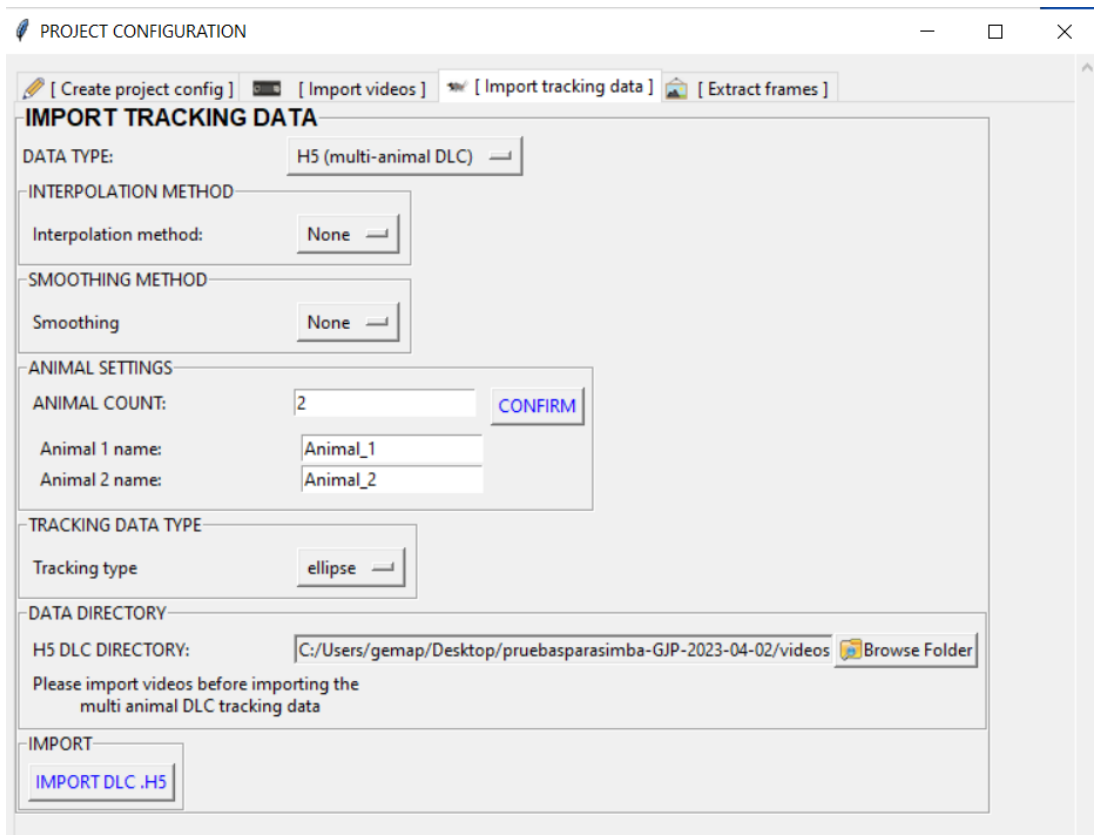 PROJECT CONFIGURATION
[ Create project config ] [ Import videos ] [ Import tracking data ] [ Extract frames ]
IMPORT TRACKING DATA
DATA TYPE: H5 (multi-animal DLC)
INTERPOLATION METHOD
Interpolation method: None
SMOOTHING METHOD
Smoothing None
ANIMAL SETTINGS
ANIMAL COUNT: 2 CONFIRM
Animal 1 name: Animal_1
Animal 2 name: Animal_2
TRACKING DATA TYPE
Tracking type ellipse
DATA DIRECTORY
H5 DLC DIRECTORY: C:/Users/gemap/Desktop/pruebasparasimba-GJP-2023-04-02/videos Browse Folder
Please import videos before importing the
multi animal DLC tracking data
IMPORT
IMPORT DLC .H5